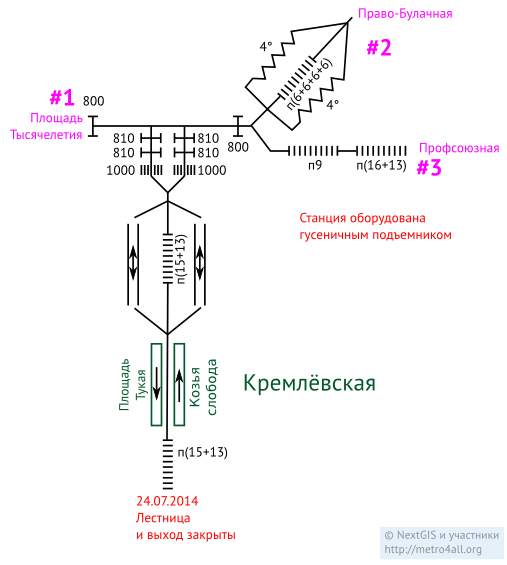 Право-Булачная
#2
4°
п(6+6+6+6)
4°
#1
800
Площадь
Тысячелетия
810
810
810
810
1000
1000
800
Профсоюзная
#3
п9
п(16+13)
Станция оборудована
гусеничным подъемником
п(15+13)
Площадь
Тукая
Козья
слобода
Кремлёвская
п(15+13)
24.07.2014
Лестница
и выход закрыты
© NextGIS и участники
http://metro4all.org